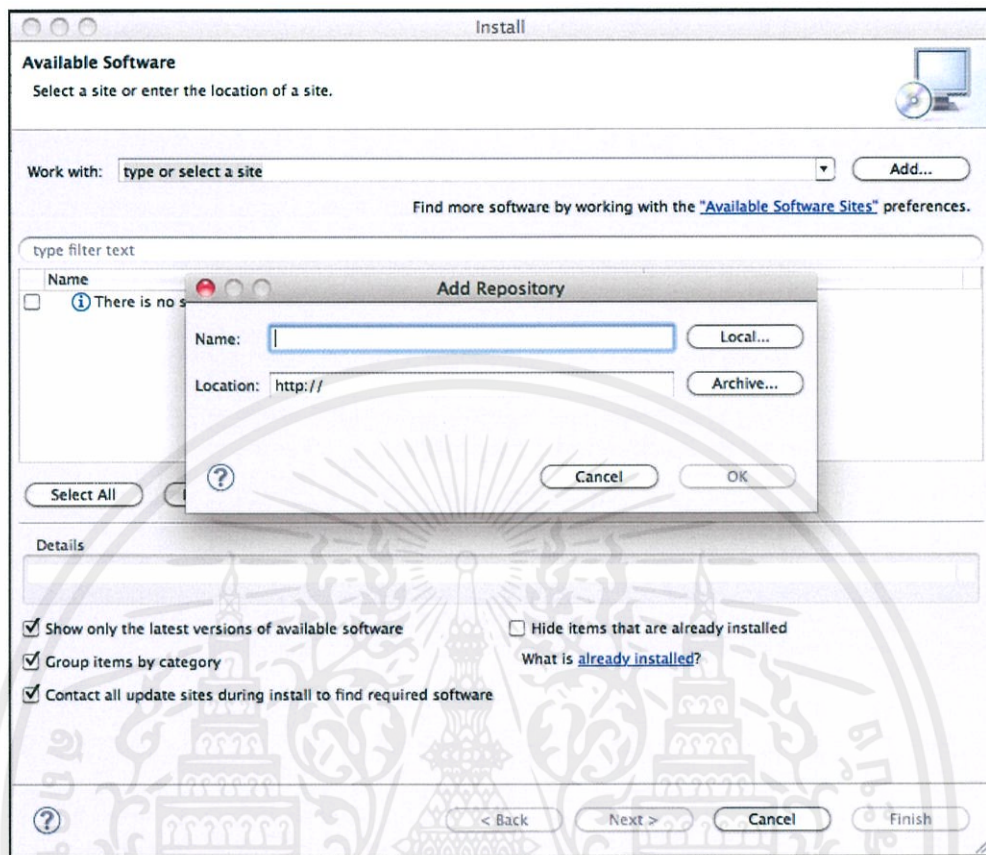 Install
Available Software
Select a site or enter the location of a site.
Work with: type or select a site Add...
Find more software by working with the "Available Software Sites" preferences.
type filter text
Name
There is no s
Add Repository
Name: Local...
Location: http:// Archive...
Cancel OK
Select All
Details
Show only the latest versions of available software Hide items that are already installed
Group items by category What is already installed?
Contact all update sites during install to find required software
< Back Next > Cancel Finish